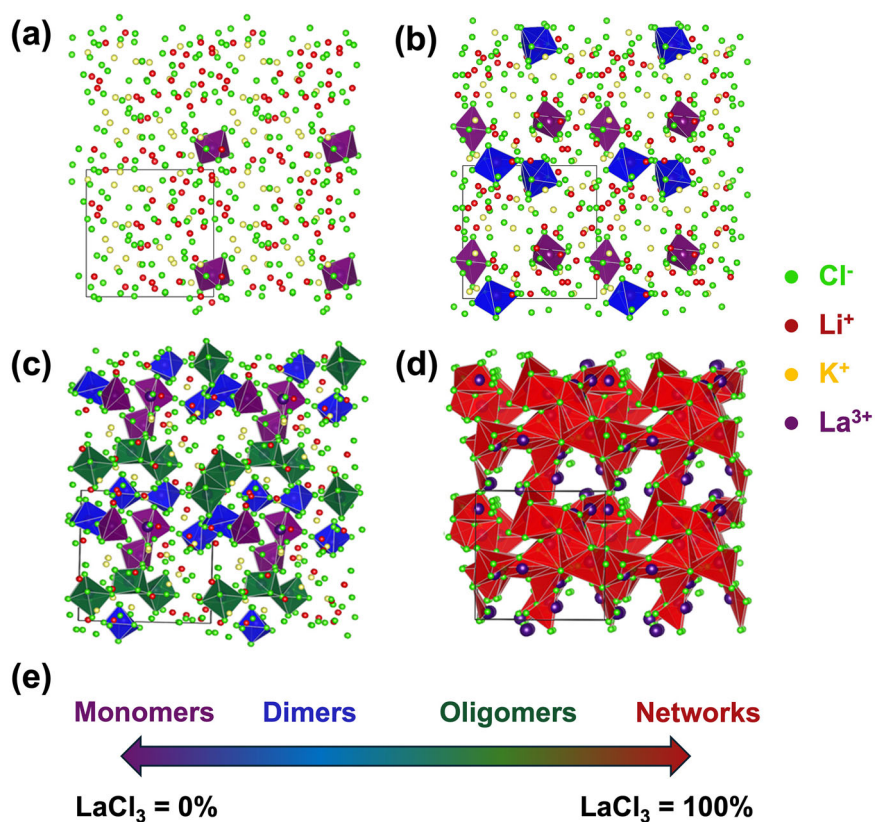 (a)
(b)
Cl⁻
Li⁺
K⁺
La³⁺
(c)
(d)
(e)
Monomers Dimers Oligomers Networks
LaCl₃ = 0% LaCl₃ = 100%